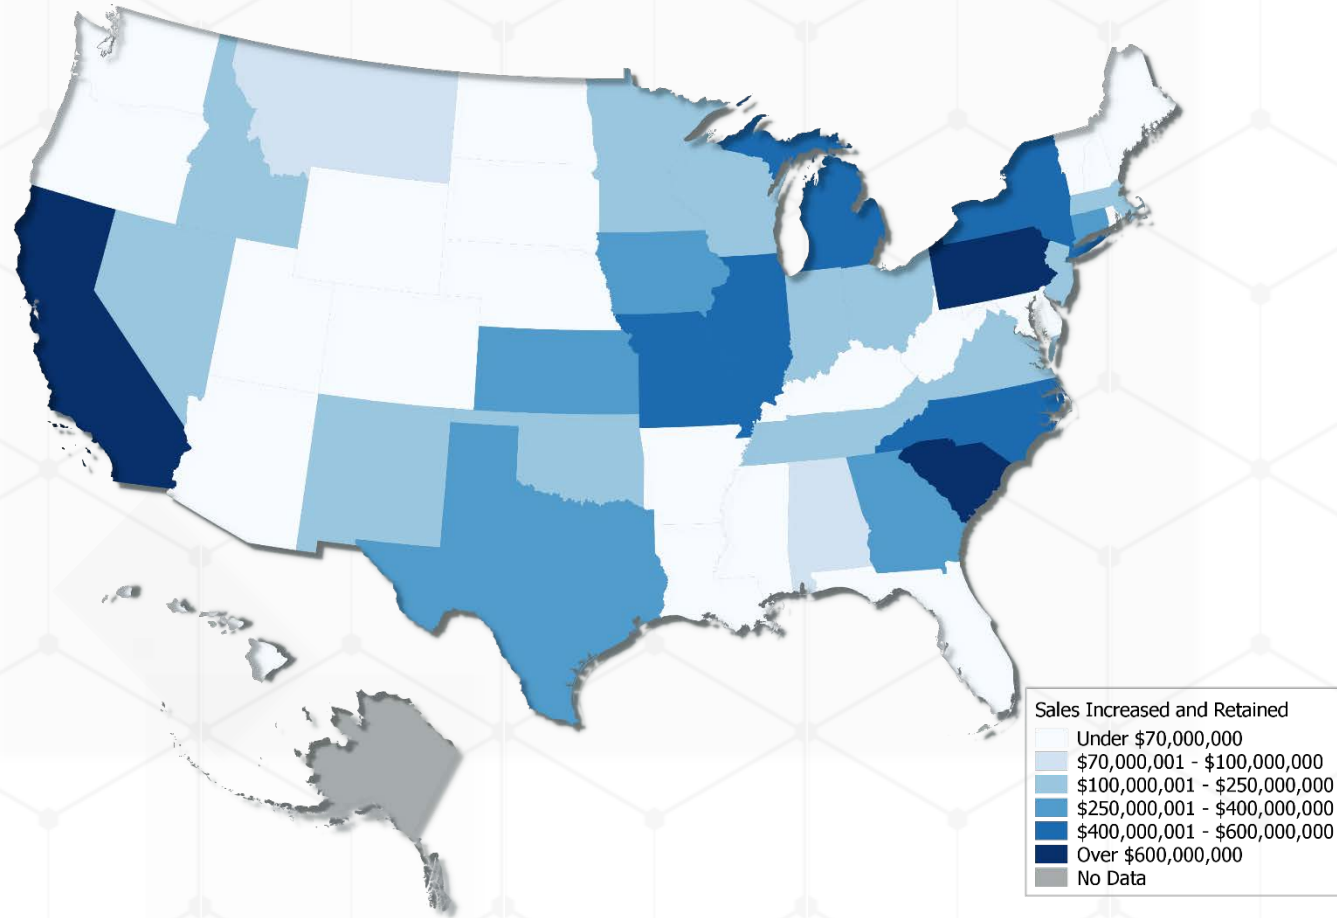 Sales Increased and Retained
Under $70,000,000
$70,000,001 - $100,000,000
$100,000,001 - $250,000,000
$250,000,001 - $400,000,000
$400,000,001 - $600,000,000
Over $600,000,000
No Data